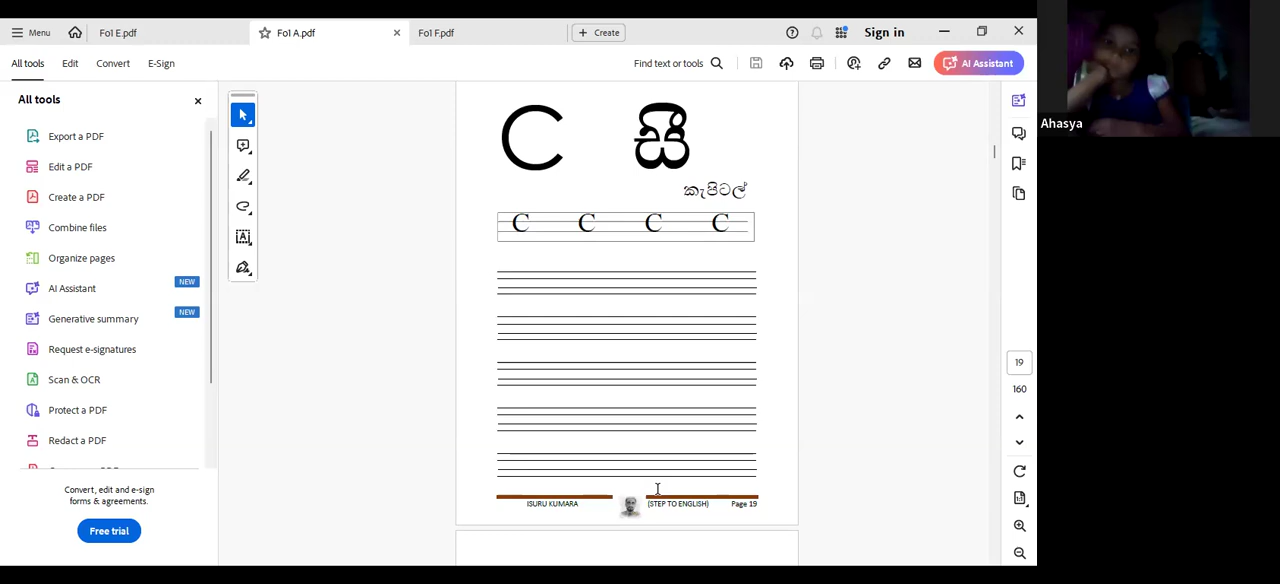 Menu
Fo1 E.pdf
Fo1 A.pdf
Fo1 F.pdf
Create
Sign in
All tools
Edit
Convert
E-Sign
Find text or tools
AI Assistant
All tools
Export a PDF
Edit a PDF
Create a PDF
Combine files
Organize pages
AI Assistant NEW
Generative summary NEW
Request e-signatures
Scan & OCR
Protect a PDF
Redact a PDF
Convert, edit and e-sign
forms & agreements.
Free trial
C සී
කැපිටල්
C C C C
ISURU KUMARA (STEP TO ENGLISH) Page 19
19
160
Ahasya